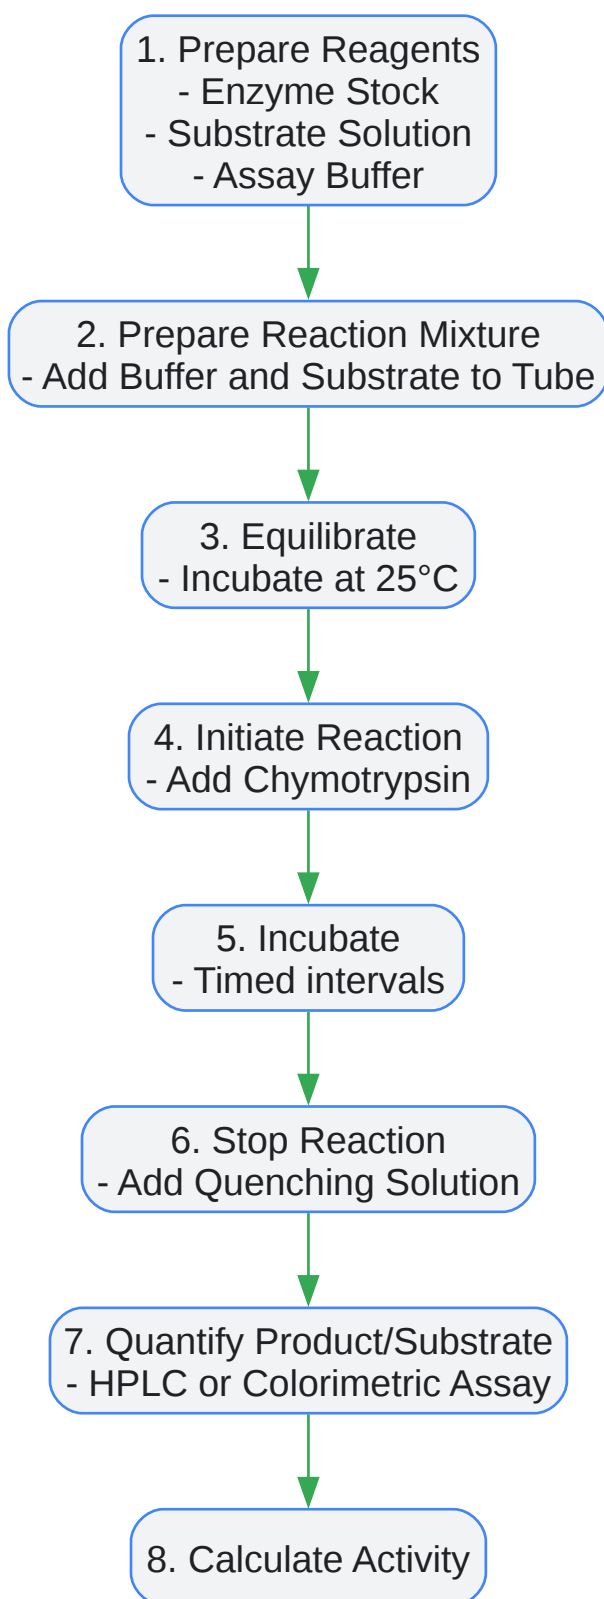 1. Prepare Reagents
- Enzyme Stock
- Substrate Solution
- Assay Buffer
2. Prepare Reaction Mixture
- Add Buffer and Substrate to Tube
3. Equilibrate
- Incubate at 25°C
4. Initiate Reaction
- Add Chymotrypsin
5. Incubate
- Timed intervals
6. Stop Reaction
- Add Quenching Solution
7. Quantify Product/Substrate
- HPLC or Colorimetric Assay
8. Calculate Activity